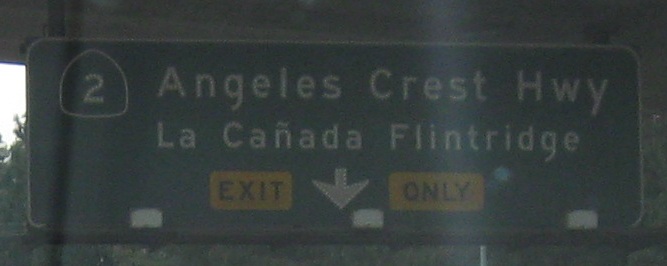 2 Angeles Crest Hwy
La Cañada Flintridge
EXIT ONLY